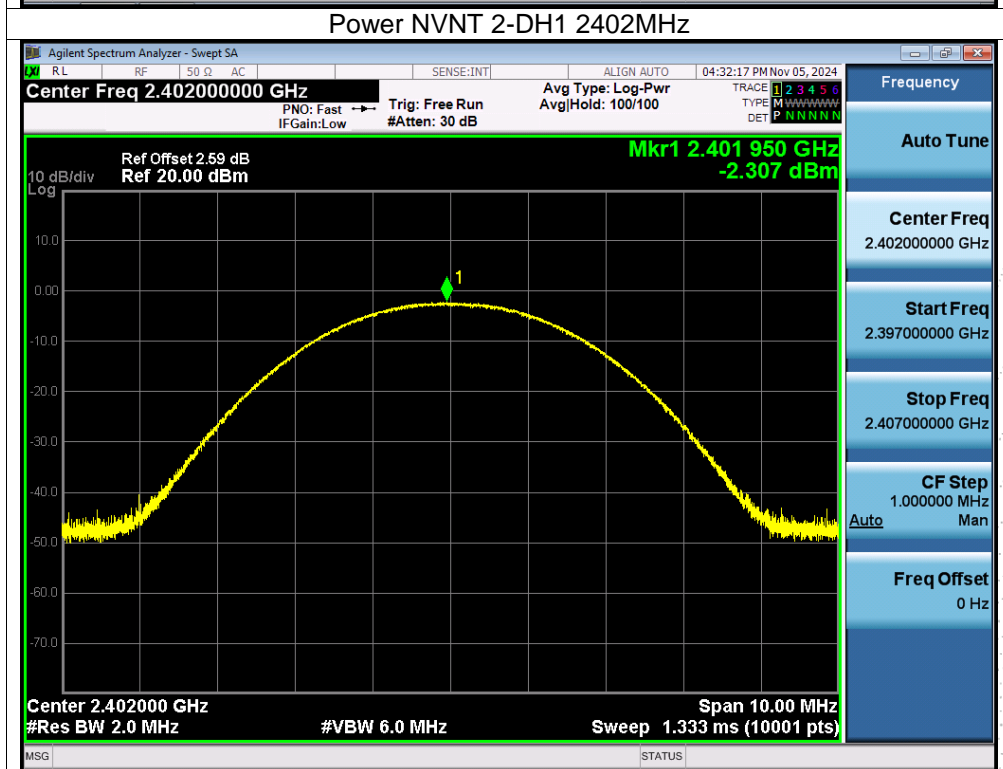 Power NVNT 2-DH1 2402MHz
Agilent Spectrum Analyzer - Swept SA
LXI RL RF 50 Ω AC SENSE:INT ALIGN AUTO 04:32:17 PM Nov 05, 2024
Center Freq 2.402000000 GHz
PNO: Fast
IFGain:Low
Trig: Free Run
#Atten: 30 dB
Avg Type: Log-Pwr
Avg|Hold: 100/100
TRACE 1 2 3 4 5 6
TYPE M WWWWW
DET P N N N N N
Frequency
Mkr1 2.401 950 GHz
-2.307 dBm
Ref Offset 2.59 dB
10 dB/div Ref 20.00 dBm
Log
1
10.0
0.00
-10.0
-20.0
-30.0
-40.0
-50.0
-60.0
-70.0
Center 2.402000 GHz Span 10.00 MHz
#Res BW 2.0 MHz #VBW 6.0 MHz Sweep 1.333 ms (10001 pts)
Auto Tune
Center Freq
2.402000000 GHz
Start Freq
2.397000000 GHz
Stop Freq
2.407000000 GHz
CF Step
1.000000 MHz
Auto Man
Freq Offset
0 Hz
MSG STATUS